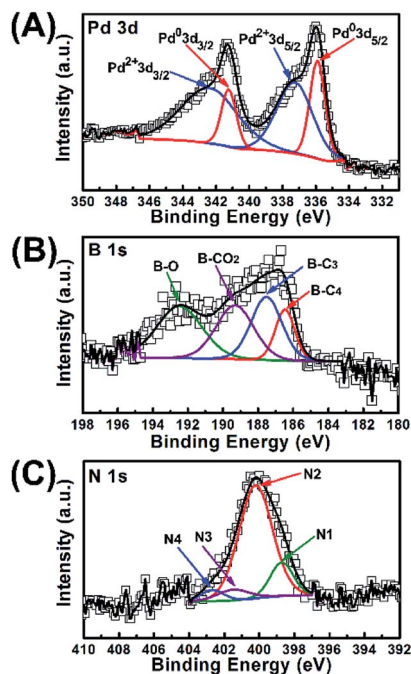 (A)
Pd 3d
Pd²⁺3d₃/₂
Pd⁰3d₃/₂
Pd²⁺3d₅/₂
Pd⁰3d₅/₂
Intensity (a.u.)
350 348 346 344 342 340 338 336 334 332
Binding Energy (eV)
(B)
B 1s
B-O
B-CO₂
B-C₃
B-C₄
Intensity (a.u.)
198 196 194 192 190 188 186 184 182 180
Binding Energy (eV)
(C)
N 1s
N4
N3
N2
N1
Intensity (a.u.)
410 408 406 404 402 400 398 396 394 392
Binding Energy (eV)